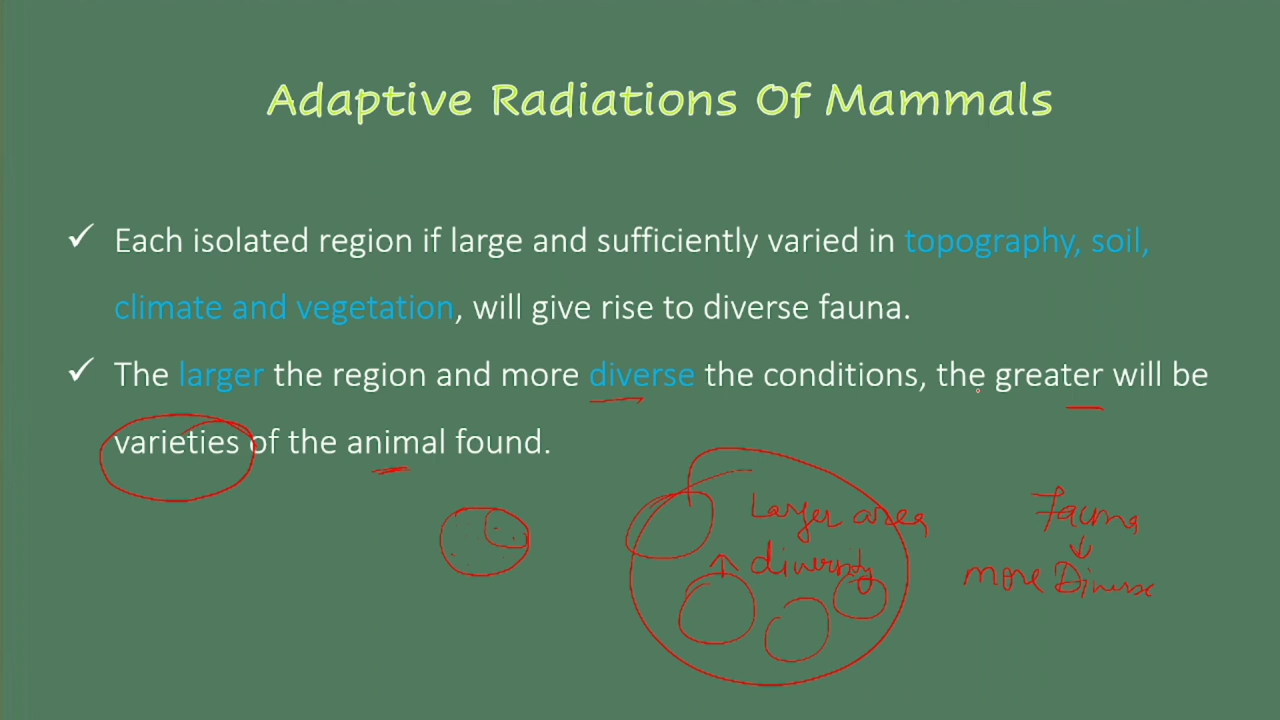 Adaptive Radiations Of Mammals
✓ Each isolated region if large and sufficiently varied in topography, soil,
climate and vegetation, will give rise to diverse fauna.
✓ The larger the region and more diverse the conditions, the greater will be
varieties of the animal found.
Larger area
↑ diversity
Fauna
↓
more Diverse